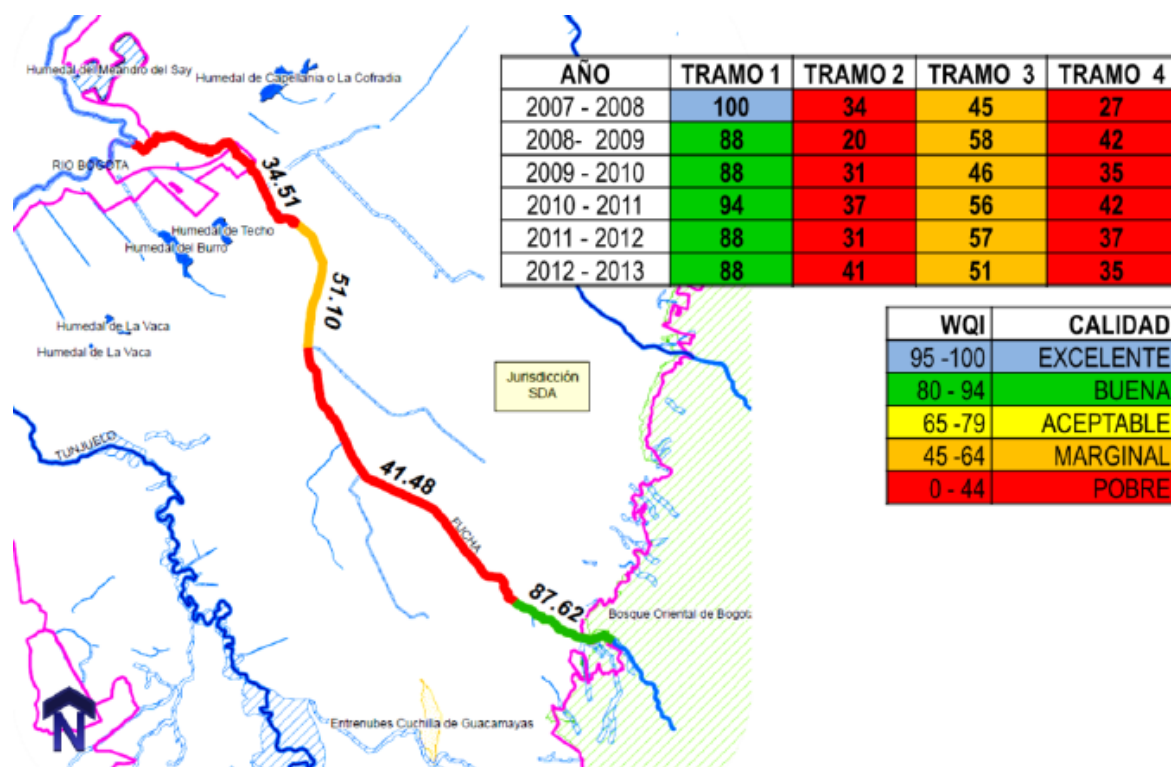 Humedal del Meandro del Say
Humedal de Capellania o La Cofradia
RIO BOGOTA
34.51
Humedal de Techo
Humedal del Burro
51.10
Humedal de La Vaca
Humedal de La Vaca
TUNJUELO
41.48
FUCHA
87.62
Bosque Oriental de Bogota
Entrenubes Cuchilla de Guacamayas
N
Jurisdicción
SDA
AÑO TRAMO 1 TRAMO 2 TRAMO 3 TRAMO 4
2007 - 2008 100 34 45 27
2008- 2009 88 20 58 42
2009 - 2010 88 31 46 35
2010 - 2011 94 37 56 42
2011 - 2012 88 31 57 37
2012 - 2013 88 41 51 35
WQI CALIDAD
95 -100 EXCELENTE
80 - 94 BUENA
65 -79 ACEPTABLE
45 -64 MARGINAL
0 - 44 POBRE